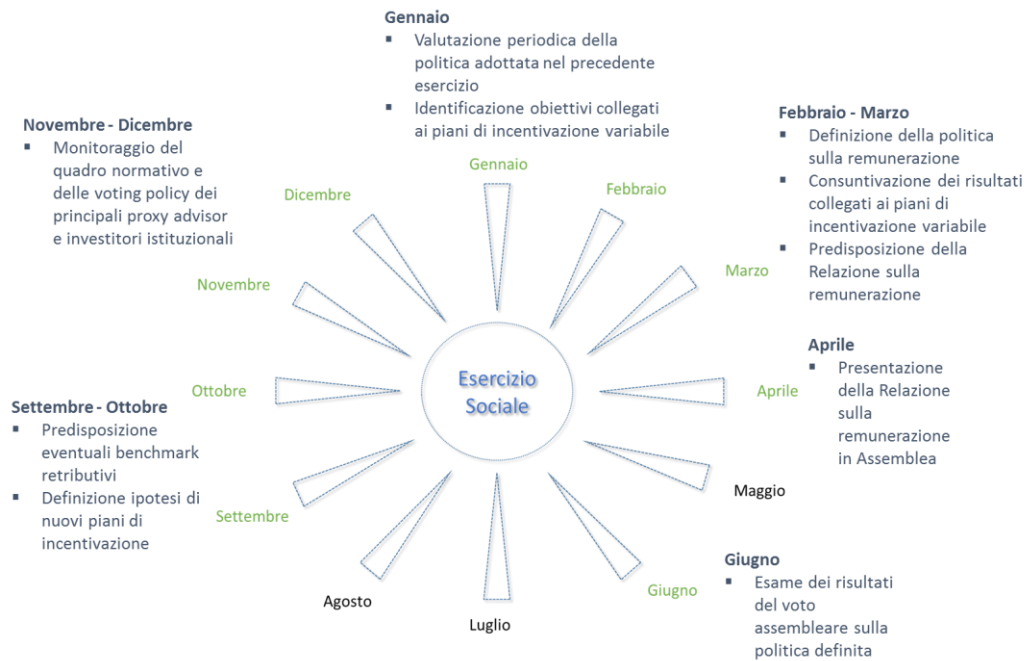 Gennaio
▪ Valutazione periodica della
politica adottata nel precedente
esercizio
▪ Identificazione obiettivi collegati
ai piani di incentivazione variabile
Novembre - Dicembre
▪ Monitoraggio del
quadro normativo e
delle voting policy dei
principali proxy advisor
e investitori istituzionali
Febbraio - Marzo
▪ Definizione della politica
sulla remunerazione
▪ Consuntivazione dei risultati
collegati ai piani di
incentivazione variabile
▪ Predisposizione della
Relazione sulla
remunerazione
Gennaio
Febbraio
Marzo
Aprile
Maggio
Giugno
Luglio
Agosto
Settembre
Ottobre
Novembre
Dicembre
Esercizio
Sociale
Aprile
▪ Presentazione
della Relazione
sulla
remunerazione
in Assemblea
Settembre - Ottobre
▪ Predisposizione
eventuali benchmark
retributivi
▪ Definizione ipotesi di
nuovi piani di
incentivazione
Giugno
▪ Esame dei risultati
del voto
assembleare sulla
politica definita